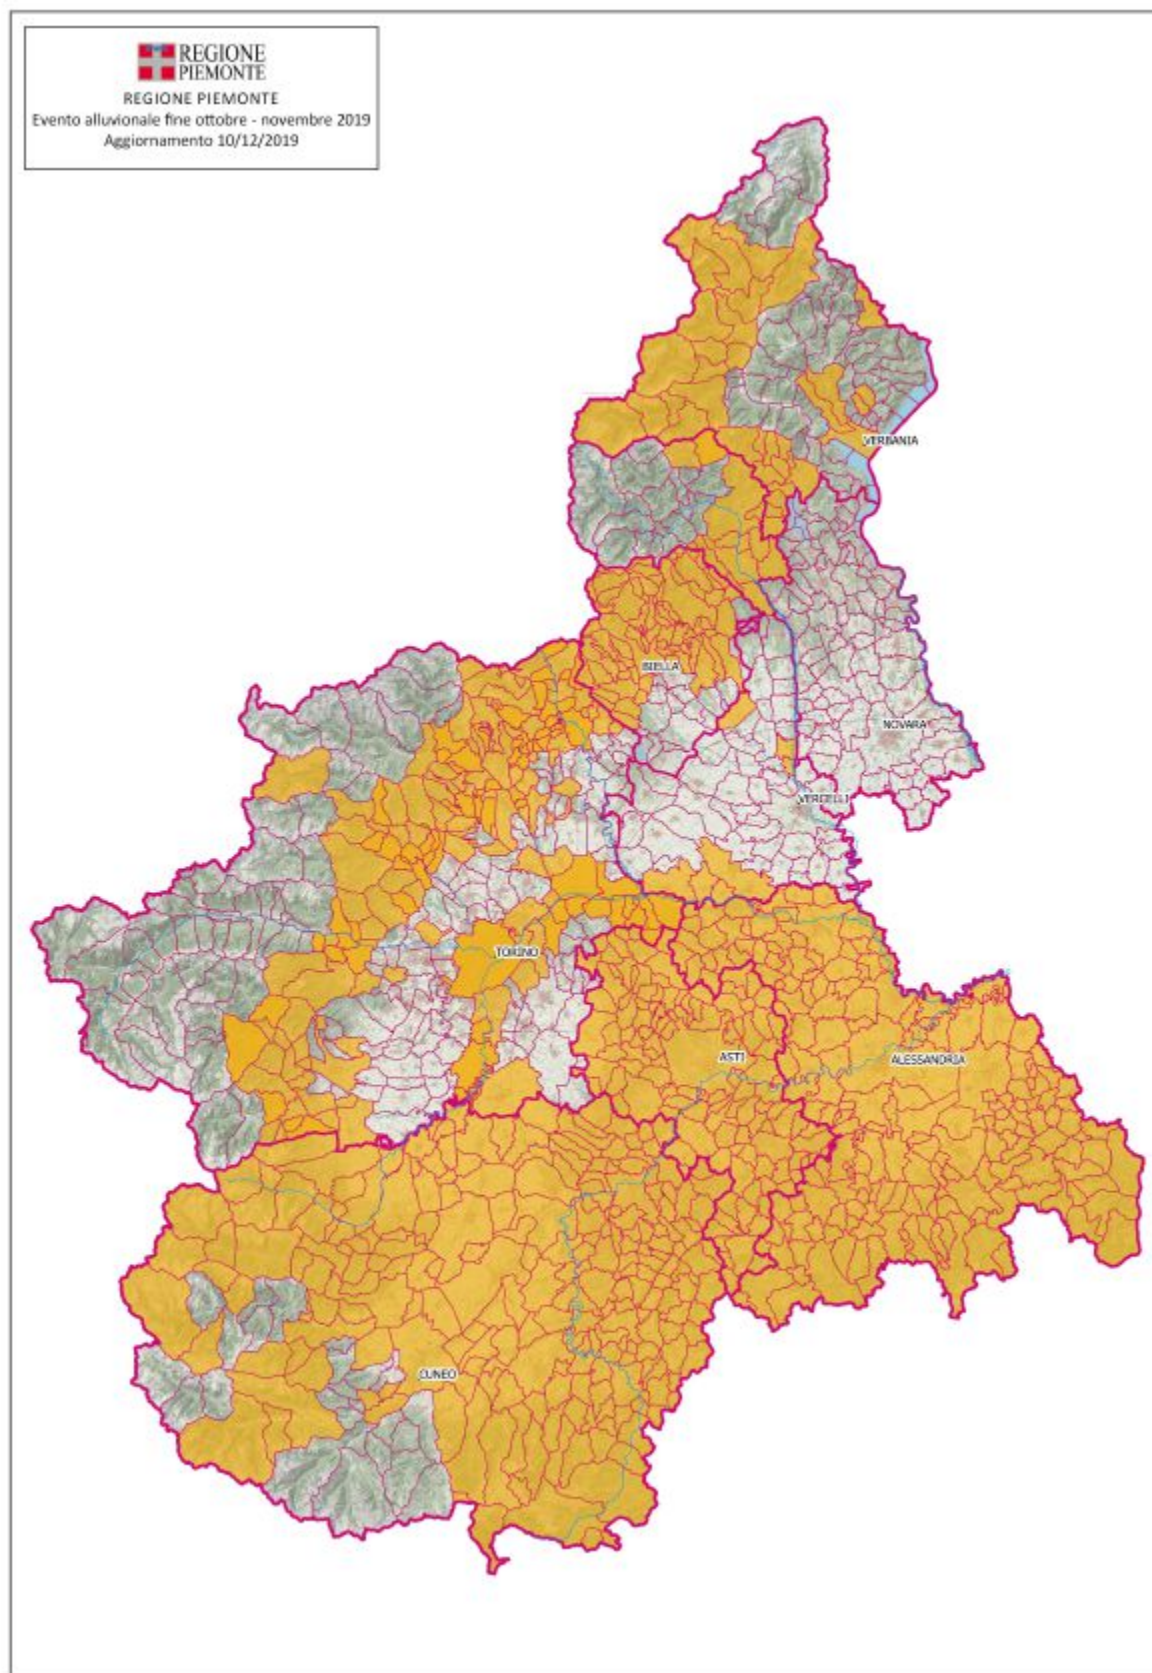 REGIONE
PIEMONTE
REGIONE PIEMONTE
Evento alluvionale fine ottobre - novembre 2019
Aggiornamento 10/12/2019
VERBANIA
BIELLA
NOVARA
VERCELLI
TORINO
ASTI
ALESSANDRIA
CUNEO